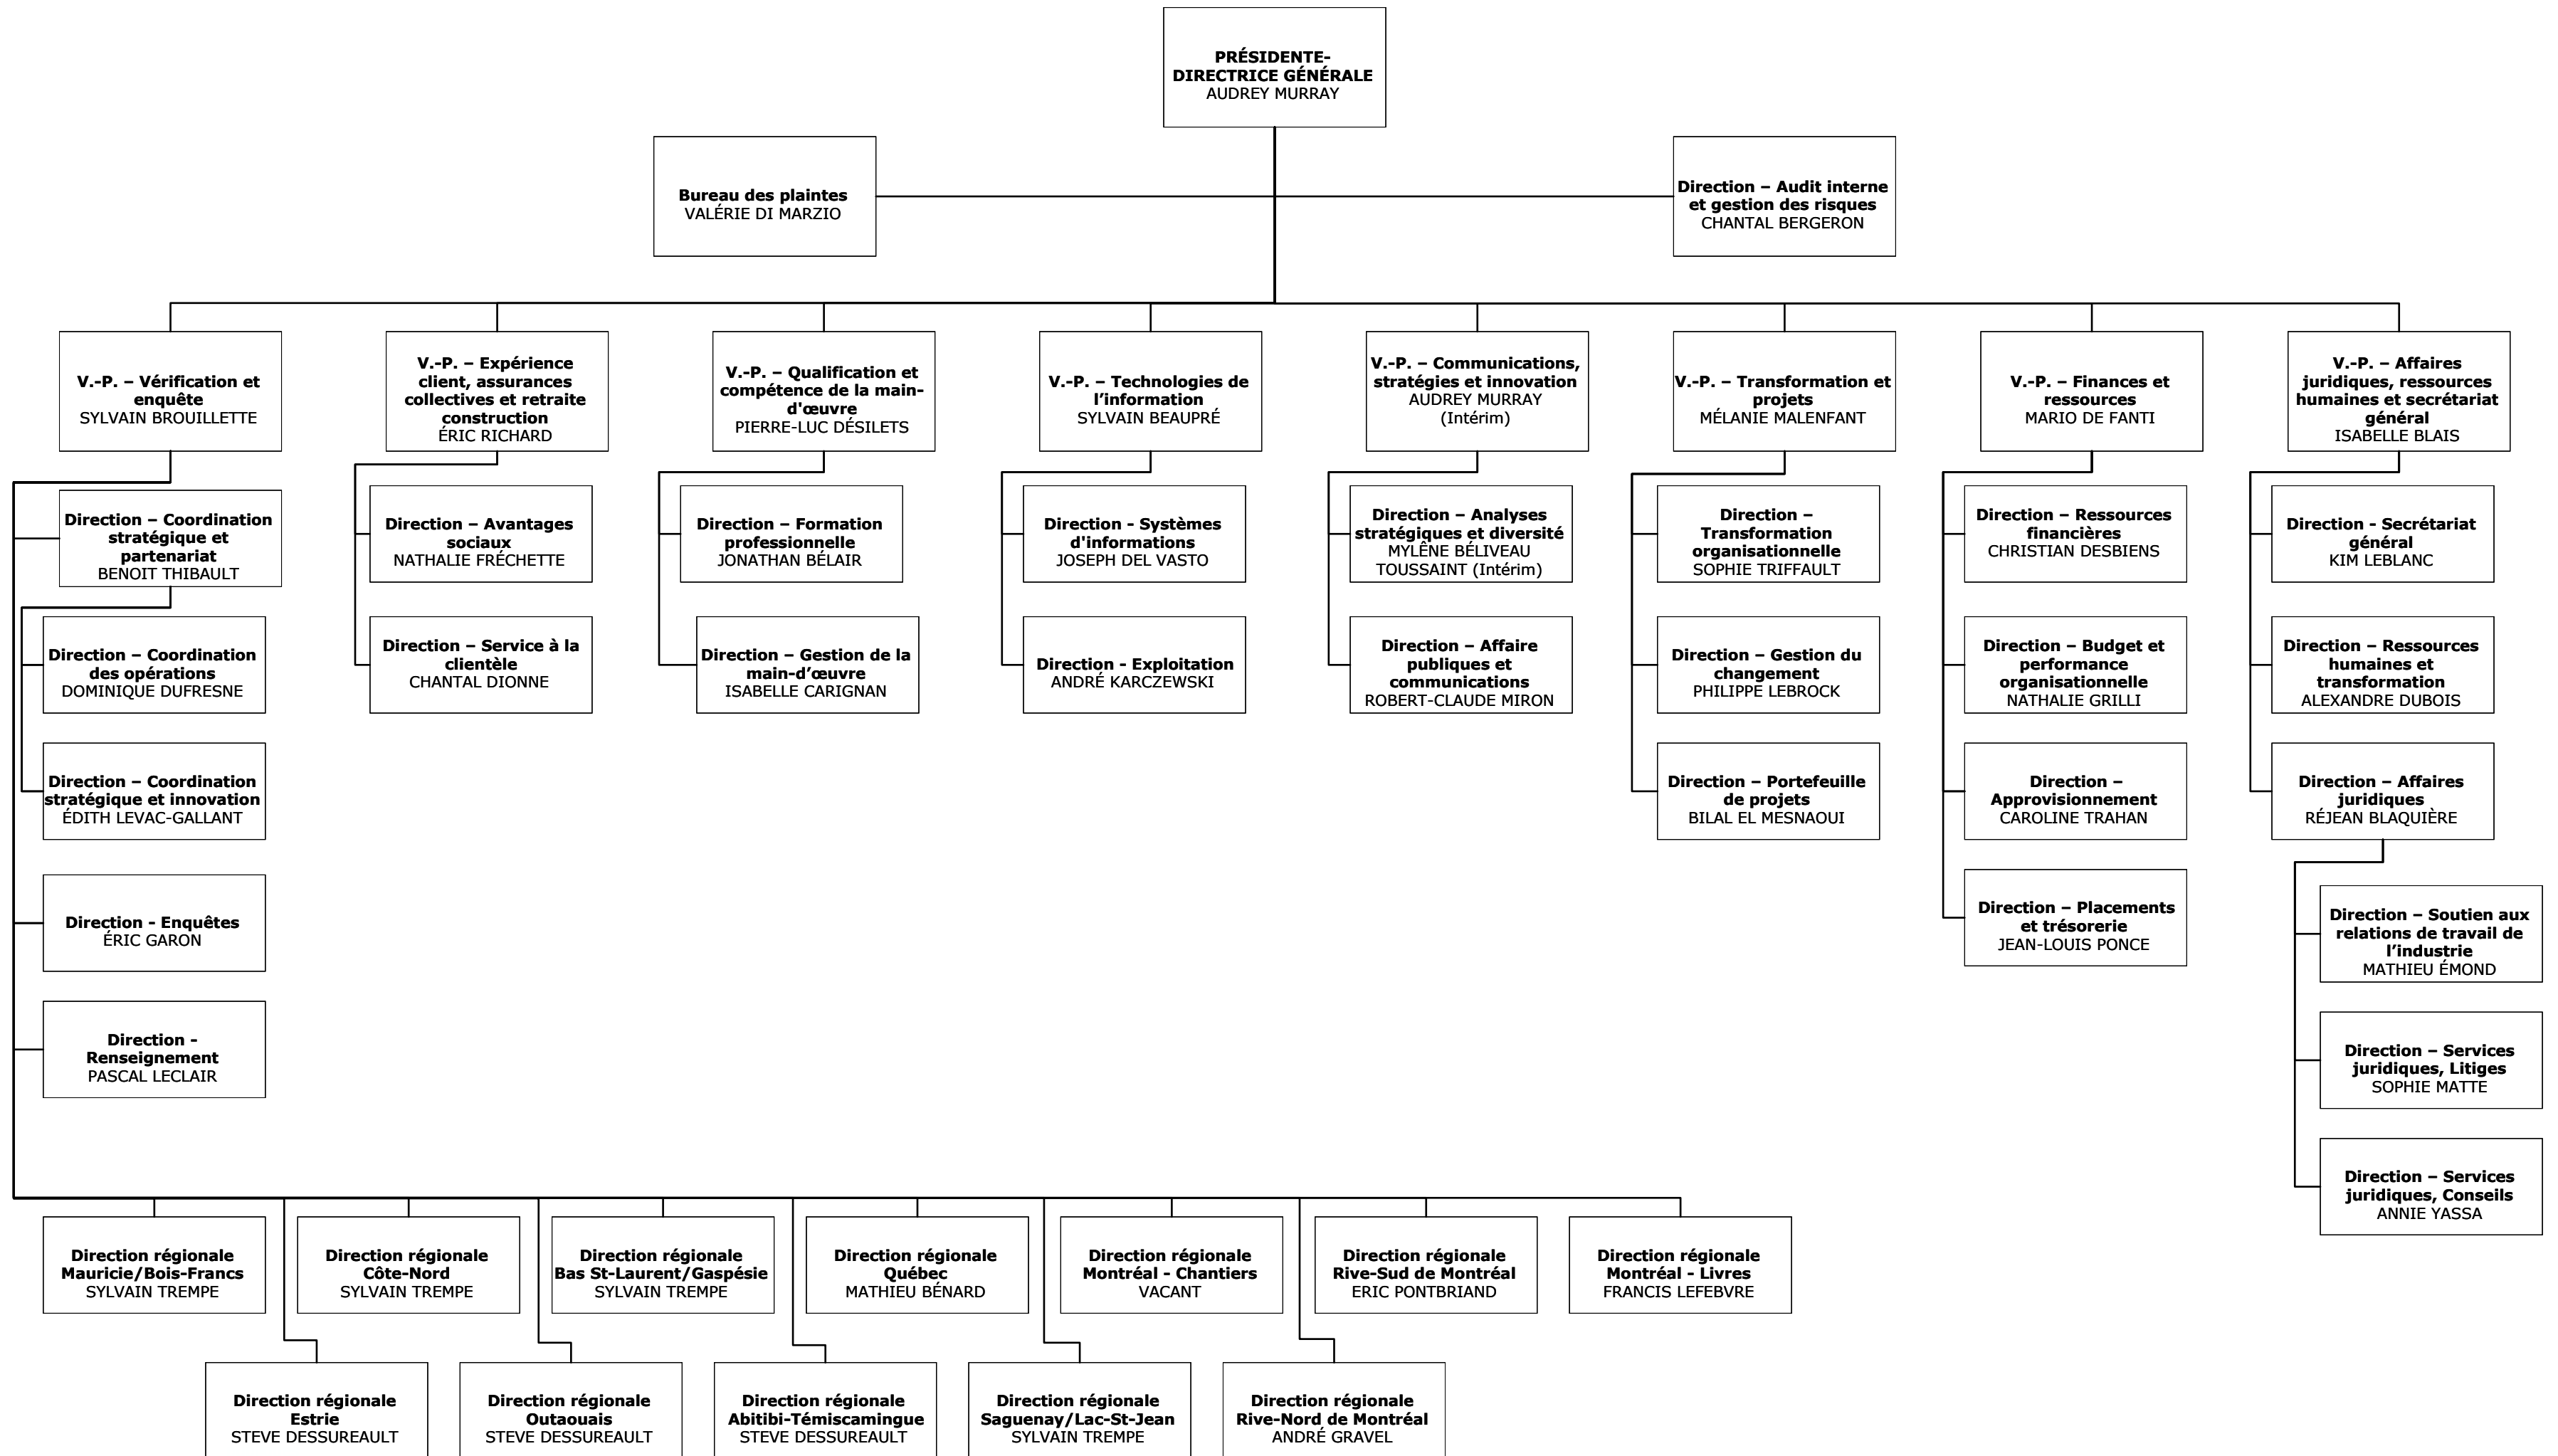 PRÉSIDENTE-
DIRECTRICE GÉNÉRALE
AUDREY MURRAY
Bureau des plaintes
VALÉRIE DI MARZIO
Direction – Audit interne
et gestion des risques
CHANTAL BERGERON
V.-P. – Vérification et
enquête
SYLVAIN BROUILLETTE
V.-P. – Expérience
client, assurances
collectives et retraite
construction
ÉRIC RICHARD
V.-P. – Qualification et
compétence de la main-
d'œuvre
PIERRE-LUC DÉSILETS
V.-P. – Technologies de
l’information
SYLVAIN BEAUPRÉ
V.-P. – Communications,
stratégies et innovation
AUDREY MURRAY
(Intérim)
V.-P. – Transformation et
projets
MÉLANIE MALENFANT
V.-P. – Finances et
ressources
MARIO DE FANTI
V.-P. – Affaires
juridiques, ressources
humaines et secrétariat
général
ISABELLE BLAIS
Direction – Coordination
stratégique et
partenariat
BENOIT THIBAULT
Direction – Avantages
sociaux
NATHALIE FRÉCHETTE
Direction – Formation
professionnelle
JONATHAN BÉLAIR
Direction - Systèmes
d'informations
JOSEPH DEL VASTO
Direction – Analyses
stratégiques et diversité
MYLÊNE BÉLIVEAU
TOUSSAINT (Intérim)
Direction –
Transformation
organisationnelle
SOPHIE TRIFFAULT
Direction – Ressources
financières
CHRISTIAN DESBIENS
Direction - Secrétariat
général
KIM LEBLANC
Direction – Coordination
des opérations
DOMINIQUE DUFRESNE
Direction – Service à la
clientèle
CHANTAL DIONNE
Direction – Gestion de la
main-d’œuvre
ISABELLE CARIGNAN
Direction - Exploitation
ANDRÉ KARCZEWSKI
Direction – Affaire
publiques et
communications
ROBERT-CLAUDE MIRON
Direction – Gestion du
changement
PHILIPPE LEBROCK
Direction – Budget et
performance
organisationnelle
NATHALIE GRILLI
Direction – Ressources
humaines et
transformation
ALEXANDRE DUBOIS
Direction – Coordination
stratégique et innovation
ÉDITH LEVAC-GALLANT
Direction – Portefeuille
de projets
BILAL EL MESNAOUI
Direction –
Approvisionnement
CAROLINE TRAHAN
Direction – Affaires
juridiques
RÉJEAN BLAQUIÈRE
Direction - Enquêtes
ÉRIC GARON
Direction – Placements
et trésorerie
JEAN-LOUIS PONCE
Direction – Soutien aux
relations de travail de
l’industrie
MATHIEU ÉMOND
Direction -
Renseignement
PASCAL LECLAIR
Direction – Services
juridiques, Litiges
SOPHIE MATTE
Direction – Services
juridiques, Conseils
ANNIE YASSA
Direction régionale
Mauricie/Bois-Francs
SYLVAIN TREMPE
Direction régionale
Côte-Nord
SYLVAIN TREMPE
Direction régionale
Bas St-Laurent/Gaspésie
SYLVAIN TREMPE
Direction régionale
Québec
MATHIEU BÉNARD
Direction régionale
Montréal - Chantiers
VACANT
Direction régionale
Rive-Sud de Montréal
ERIC PONTBRIAND
Direction régionale
Montréal - Livres
FRANCIS LEFEBVRE
Direction régionale
Estrie
STEVE DESSUREAULT
Direction régionale
Outaouais
STEVE DESSUREAULT
Direction régionale
Abitibi-Témiscamingue
STEVE DESSUREAULT
Direction régionale
Saguenay/Lac-St-Jean
SYLVAIN TREMPE
Direction régionale
Rive-Nord de Montréal
ANDRÉ GRAVEL